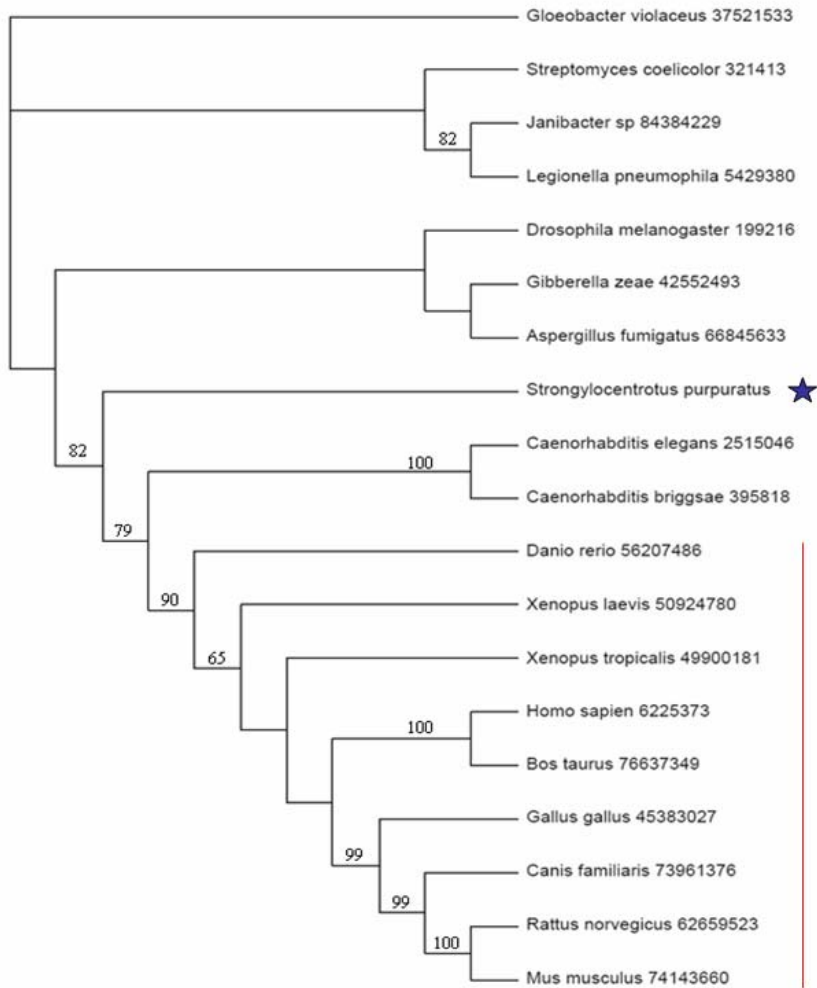 Gloeobacter violaceus 37521533
Streptomyces coelicolor 321413
Janibacter sp 84384229
82
Legionella pneumophila 5429380
Drosophila melanogaster 199216
Gibberella zeae 42552493
Aspergillus fumigatus 66845633
Strongylocentrotus purpuratus
82
Caenorhabditis elegans 2515046
100
Caenorhabditis briggsae 395818
79
Danio rerio 56207486
90
Xenopus laevis 50924780
65
Xenopus tropicalis 49900181
Homo sapien 6225373
100
Bos taurus 76637349
Gallus gallus 45383027
99
Canis familiaris 73961376
99
Rattus norvegicus 62659523
100
Mus musculus 74143660